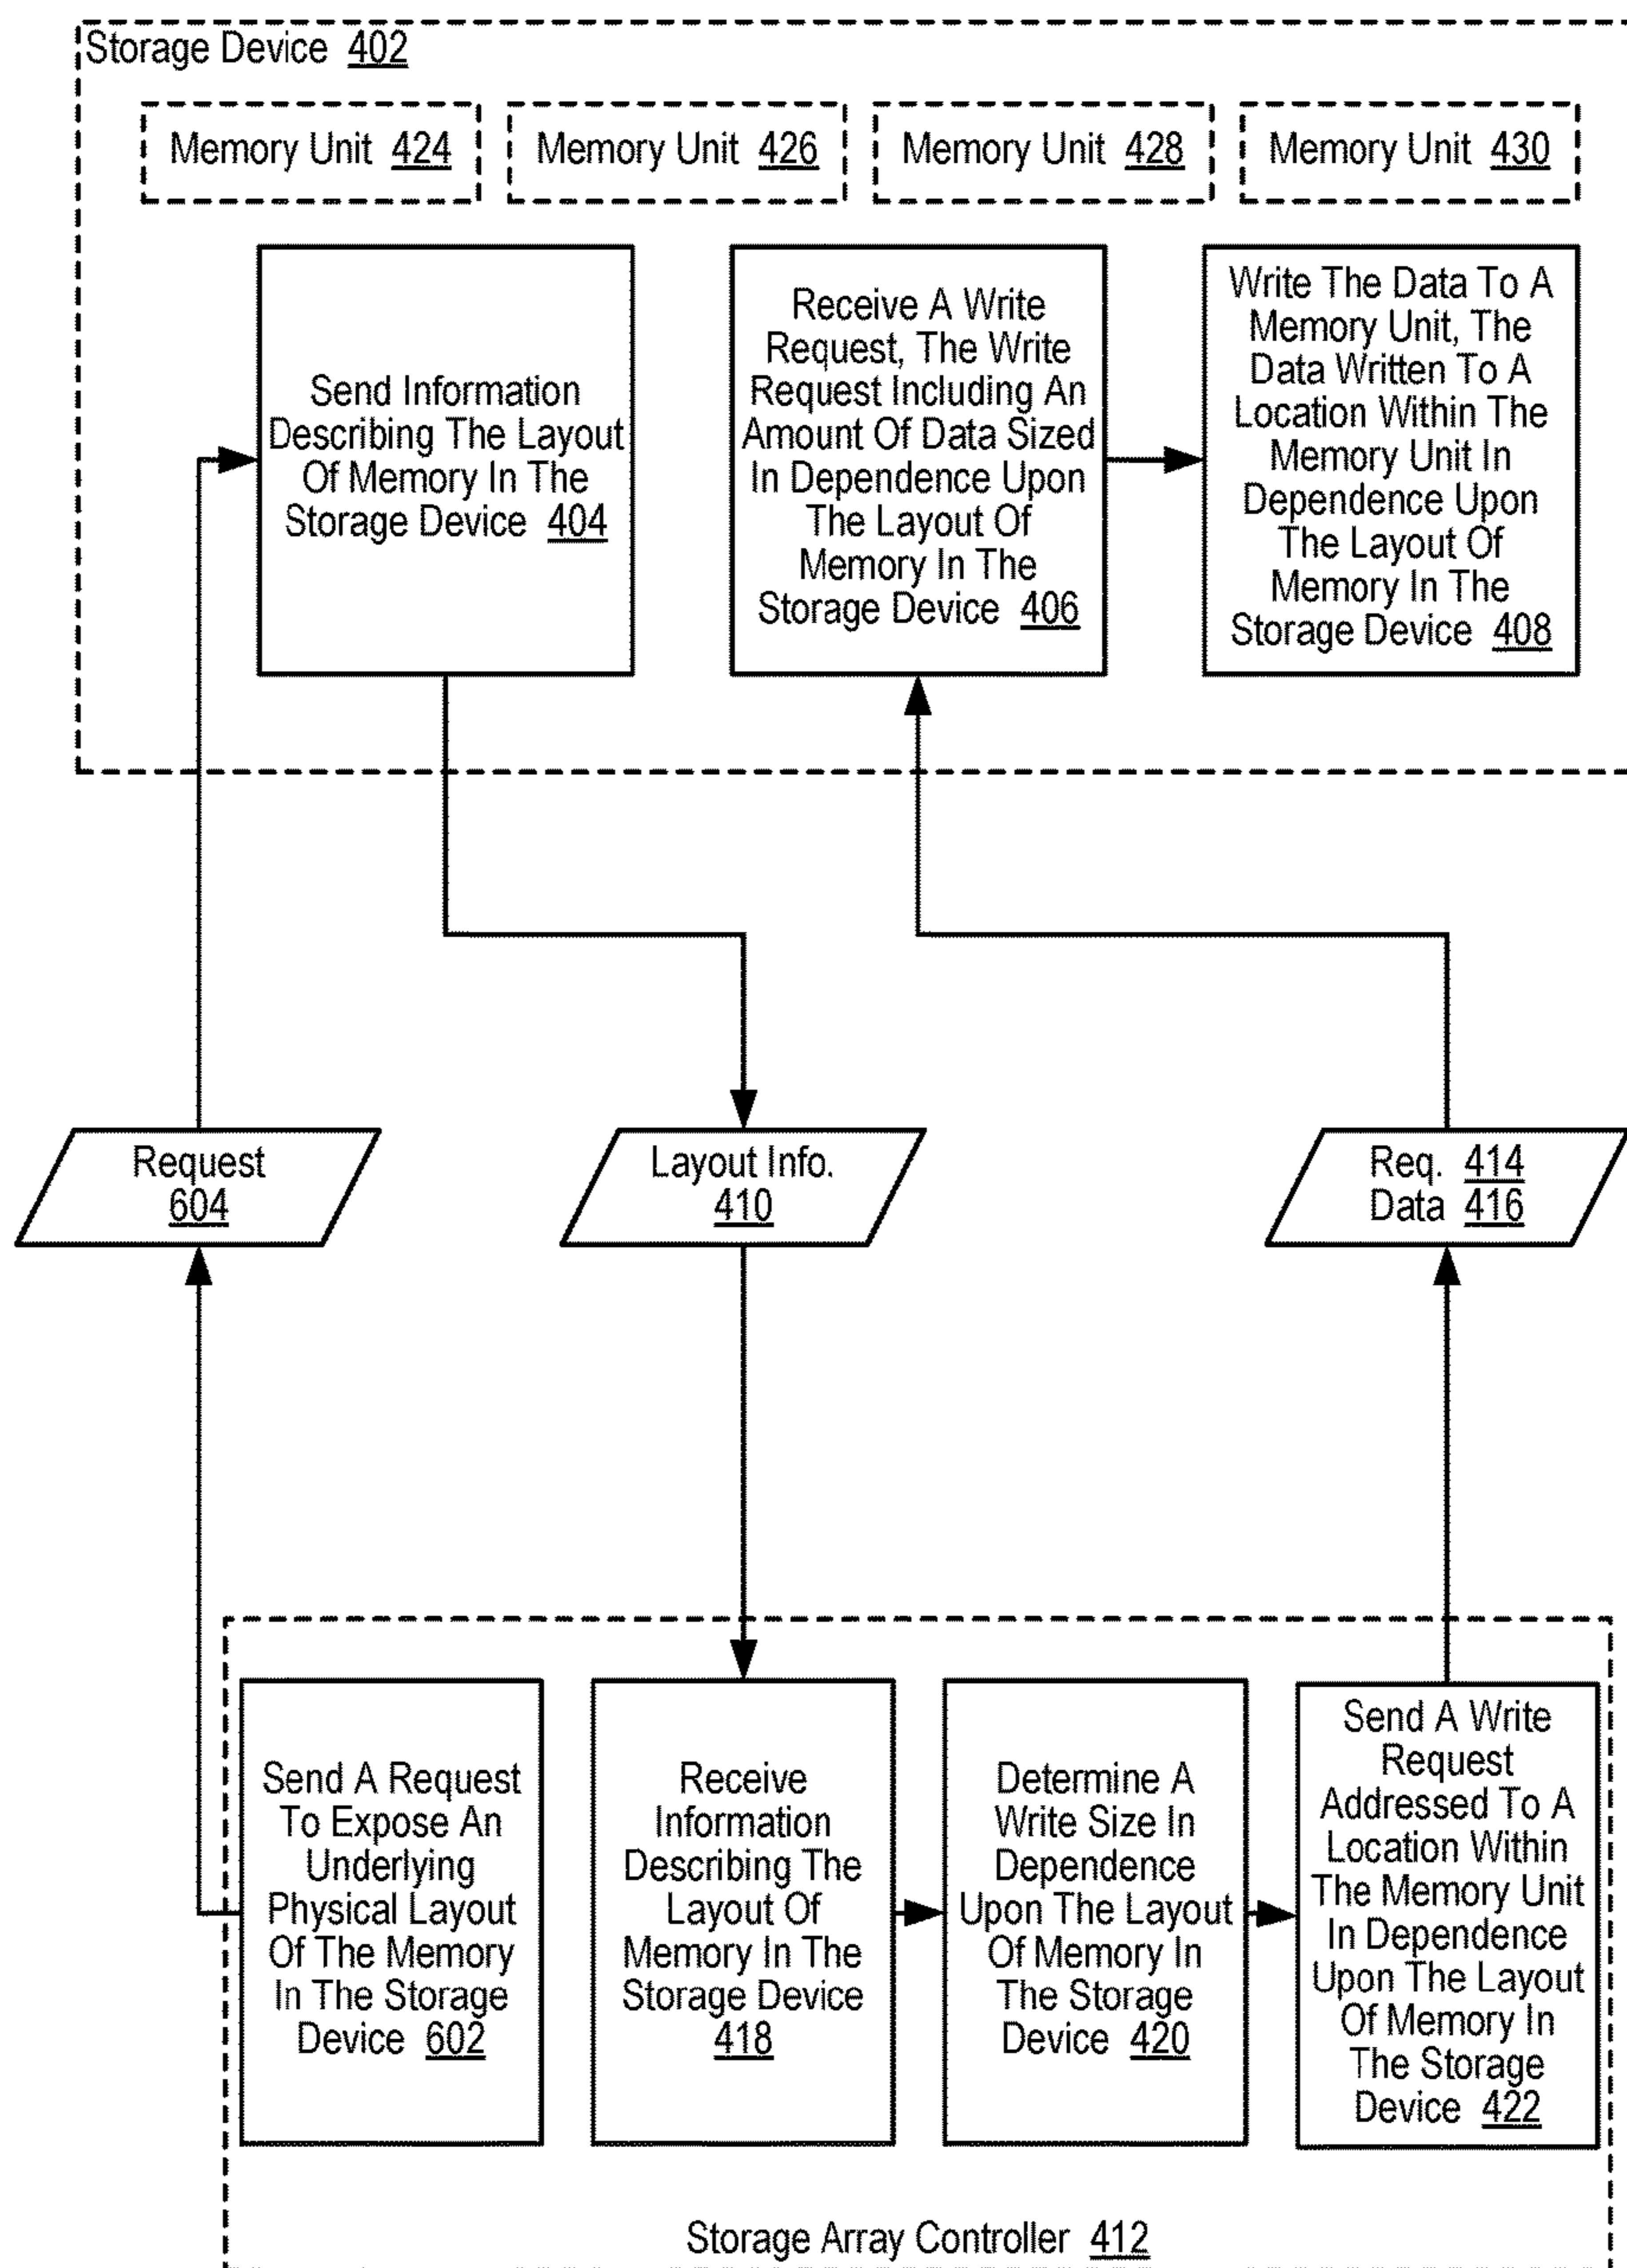 Storage Device 402
Memory Unit 424
Memory Unit 426
Memory Unit 428
Memory Unit 430
Send Information
Describing The Layout
Of Memory In The
Storage Device 404
Receive A Write
Request, The Write
Request Including An
Amount Of Data Sized
In Dependence Upon
The Layout Of
Memory In The
Storage Device 406
Write The Data To A
Memory Unit, The
Data Written To A
Location Within The
Memory Unit In
Dependence Upon
The Layout Of
Memory In The
Storage Device 408
Request
604
Layout Info.
410
Req. 414
Data 416
Send A Request
To Expose An
Underlying
Physical Layout
Of The Memory
In The Storage
Device 602
Receive
Information
Describing The
Layout Of
Memory In The
Storage Device
418
Determine A
Write Size In
Dependence
Upon The Layout
Of Memory In
The Storage
Device 420
Send A Write
Request
Addressed To A
Location Within
The Memory Unit
In Dependence
Upon The Layout
Of Memory In
The Storage
Device 422
Storage Array Controller 412